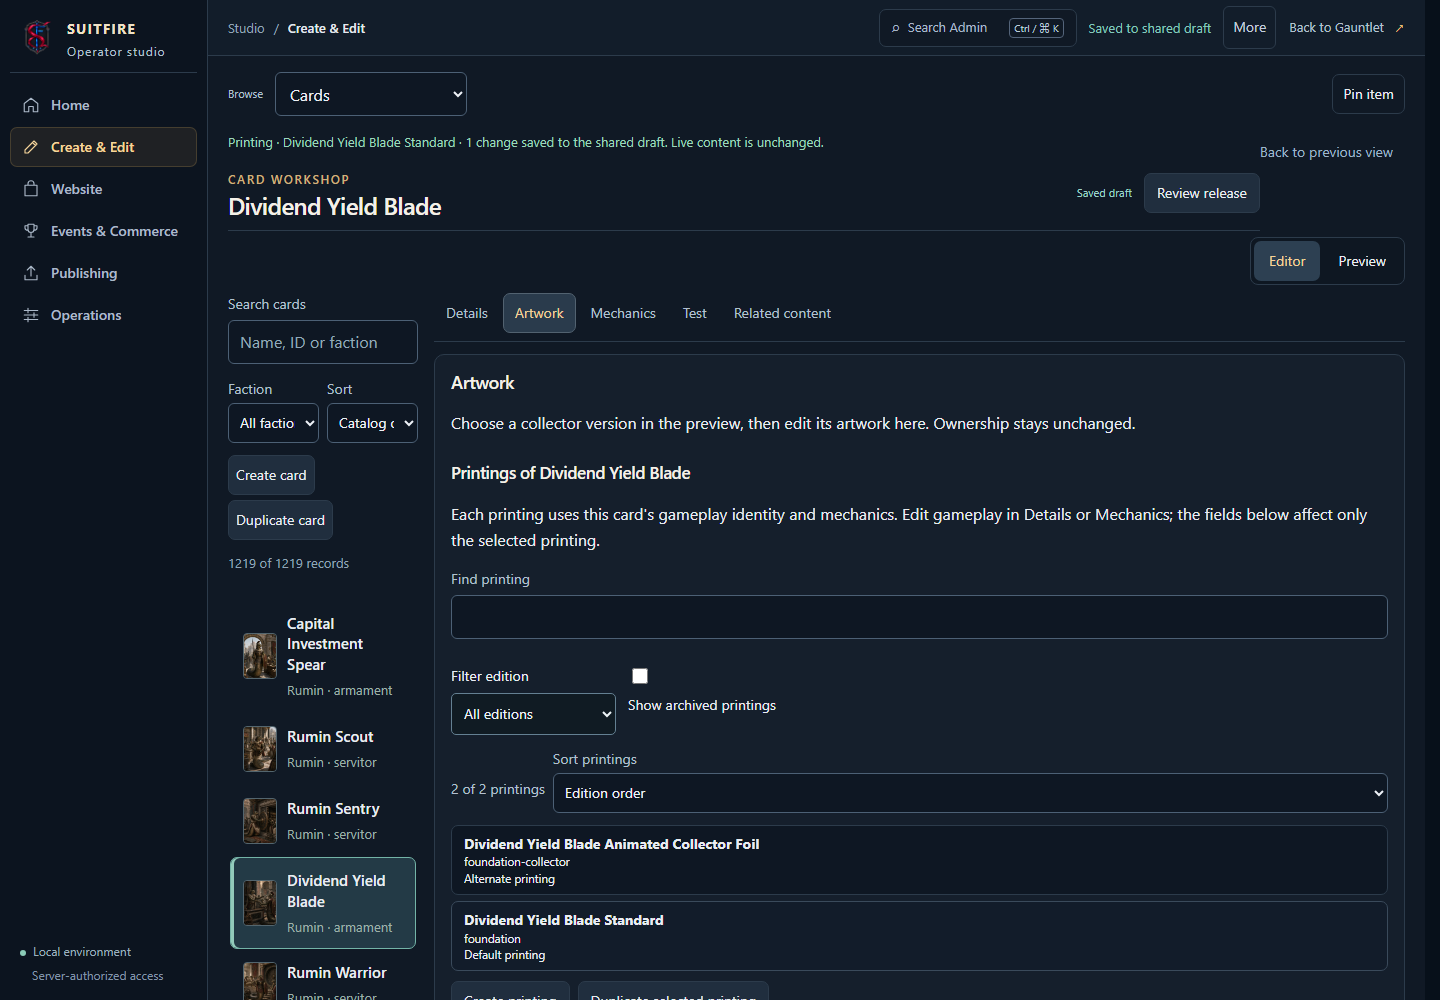 SUITFIRE
Operator studio
Home
Create & Edit
Website
Events & Commerce
Publishing
Operations
Local environment
Server-authorized access
Studio / Create & Edit
Search Admin Ctrl / ⌘ K
Saved to shared draft
More
Back to Gauntlet ↗
Browse
Cards
Pin item
Printing · Dividend Yield Blade Standard · 1 change saved to the shared draft. Live content is unchanged.
Back to previous view
CARD WORKSHOP
Dividend Yield Blade
Saved draft
Review release
Editor
Preview
Search cards
Name, ID or faction
Faction
Sort
All factio
Catalog c
Create card
Duplicate card
1219 of 1219 records
Capital
Investment
Spear
Rumin · armament
Rumin Scout
Rumin · servitor
Rumin Sentry
Rumin · servitor
Dividend Yield
Blade
Rumin · armament
Rumin Warrior
Rumin · servitor
Details
Artwork
Mechanics
Test
Related content
Artwork
Choose a collector version in the preview, then edit its artwork here. Ownership stays unchanged.
Printings of Dividend Yield Blade
Each printing uses this card's gameplay identity and mechanics. Edit gameplay in Details or Mechanics; the fields below affect only
the selected printing.
Find printing
Filter edition
All editions
Show archived printings
2 of 2 printings
Sort printings
Edition order
Dividend Yield Blade Animated Collector Foil
foundation-collector
Alternate printing
Dividend Yield Blade Standard
foundation
Default printing
Create printing
Duplicate selected printing